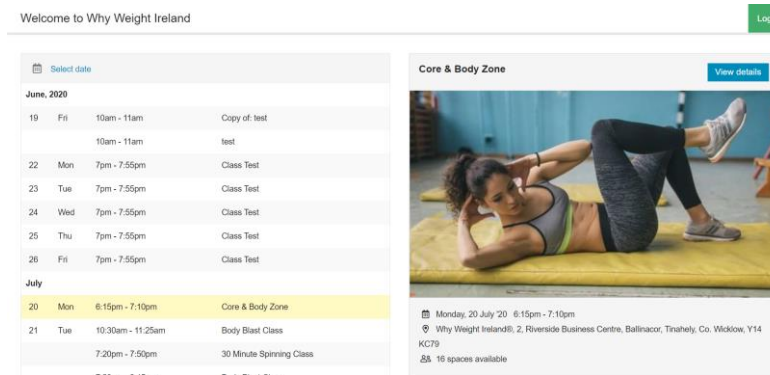 Welcome to Why Weight Ireland
Log
Select date
June, 2020
19 Fri 10am - 11am Copy of: test
10am - 11am test
22 Mon 7pm - 7:55pm Class Test
23 Tue 7pm - 7:55pm Class Test
24 Wed 7pm - 7:55pm Class Test
25 Thu 7pm - 7:55pm Class Test
26 Fri 7pm - 7:55pm Class Test
July
20 Mon 6:15pm - 7:10pm Core & Body Zone
21 Tue 10:30am - 11:25am Body Blast Class
7:20pm - 7:50pm 30 Minute Spinning Class
Core & Body Zone
View details
Monday, 20 July '20 6:15pm - 7:10pm
Why Weight Ireland®, 2, Riverside Business Centre, Ballinacor, Tinahely, Co. Wicklow, Y14
KC79
16 spaces available